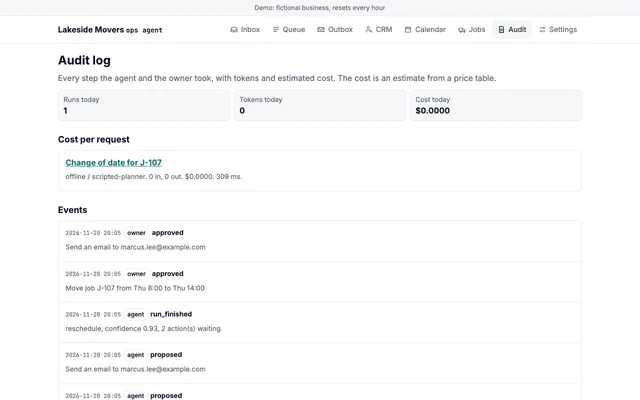 Demo: fictional business, resets every hour
Lakeside Movers ops agent Inbox Queue Outbox CRM Calendar Jobs Audit Settings
Audit log
Every step the agent and the owner took, with tokens and estimated cost. The cost is an estimate from a price table.
Runs today Tokens today Cost today
1 0 $0.0000
Cost per request
Change of date for J-107
offline / scripted-planner. 0 in, 0 out. $0.0000. 309 ms.
Events
2026-11-20 20:05 owner approved
Send an email to marcus.lee@example.com
2026-11-20 20:05 owner approved
Move job J-107 from Thu 8:00 to Thu 14:00
2026-11-20 20:05 agent run_finished
reschedule, confidence 0.93, 2 action(s) waiting.
2026-11-20 20:05 agent proposed
Send an email to marcus.lee@example.com
2026-11-20 20:05 agent proposed